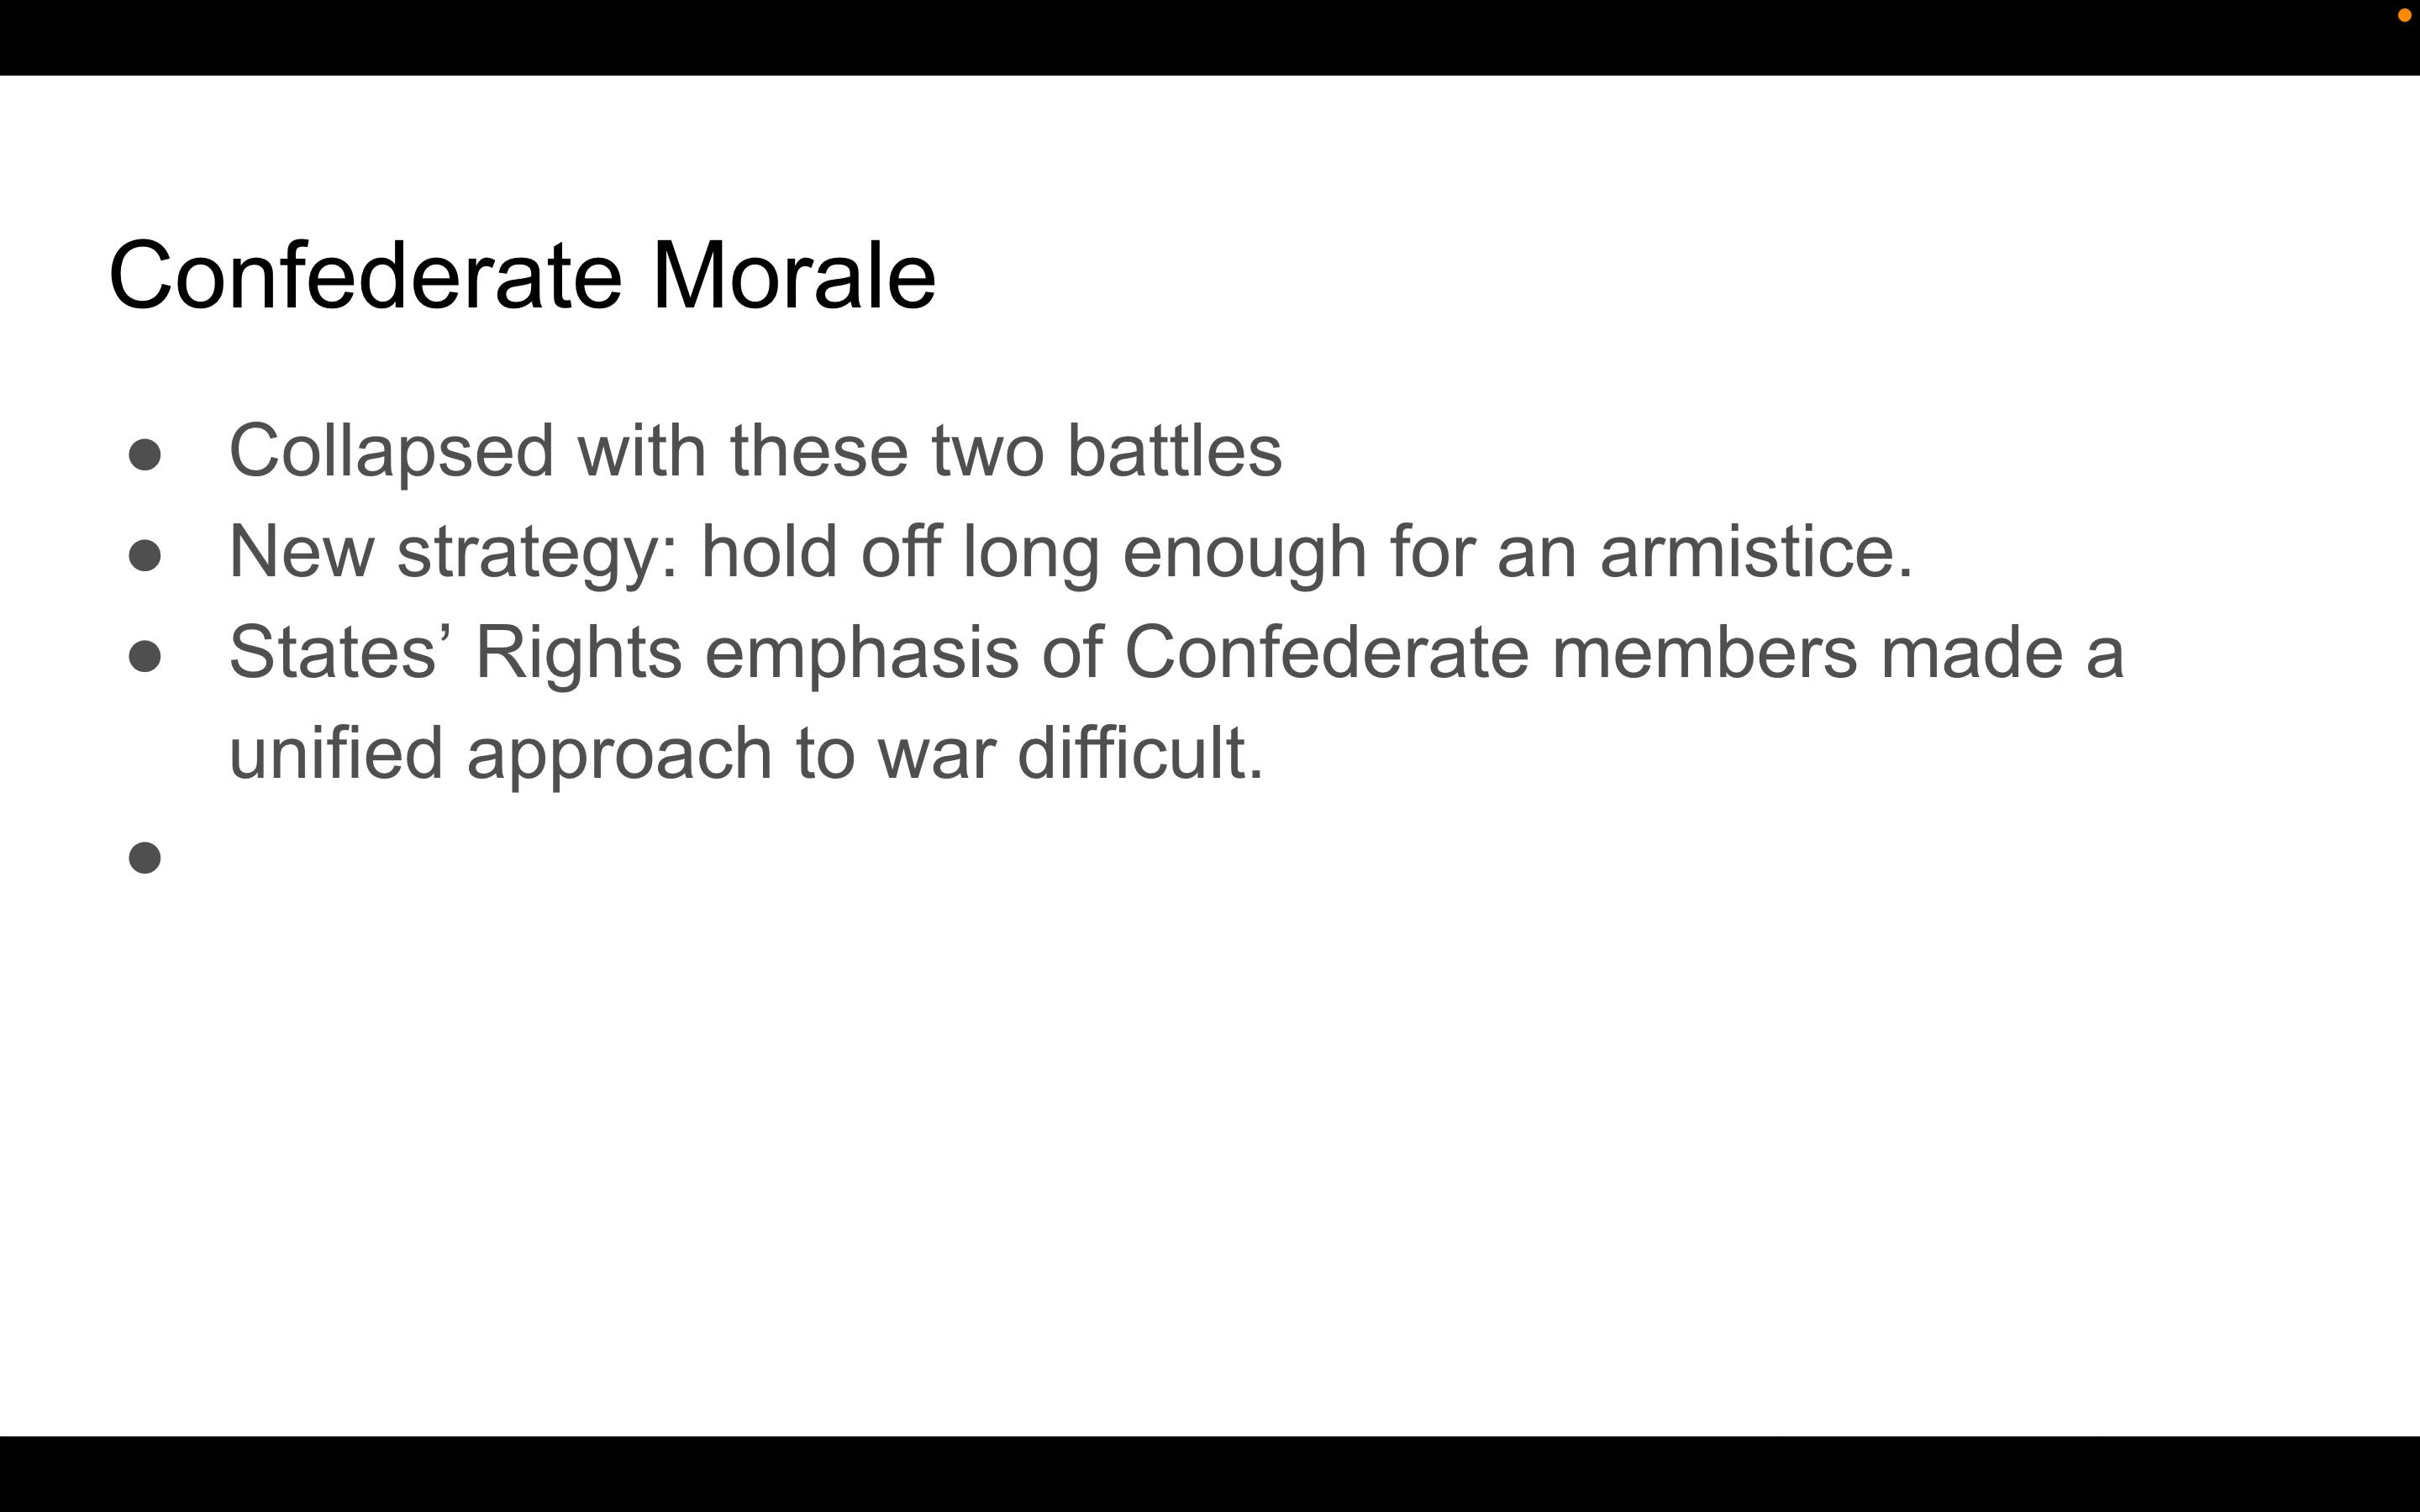 Confederate Morale
● Collapsed with these two battles
● New strategy: hold off long enough for an armistice.
● States’ Rights emphasis of Confederate members made a
unified approach to war difficult.
●